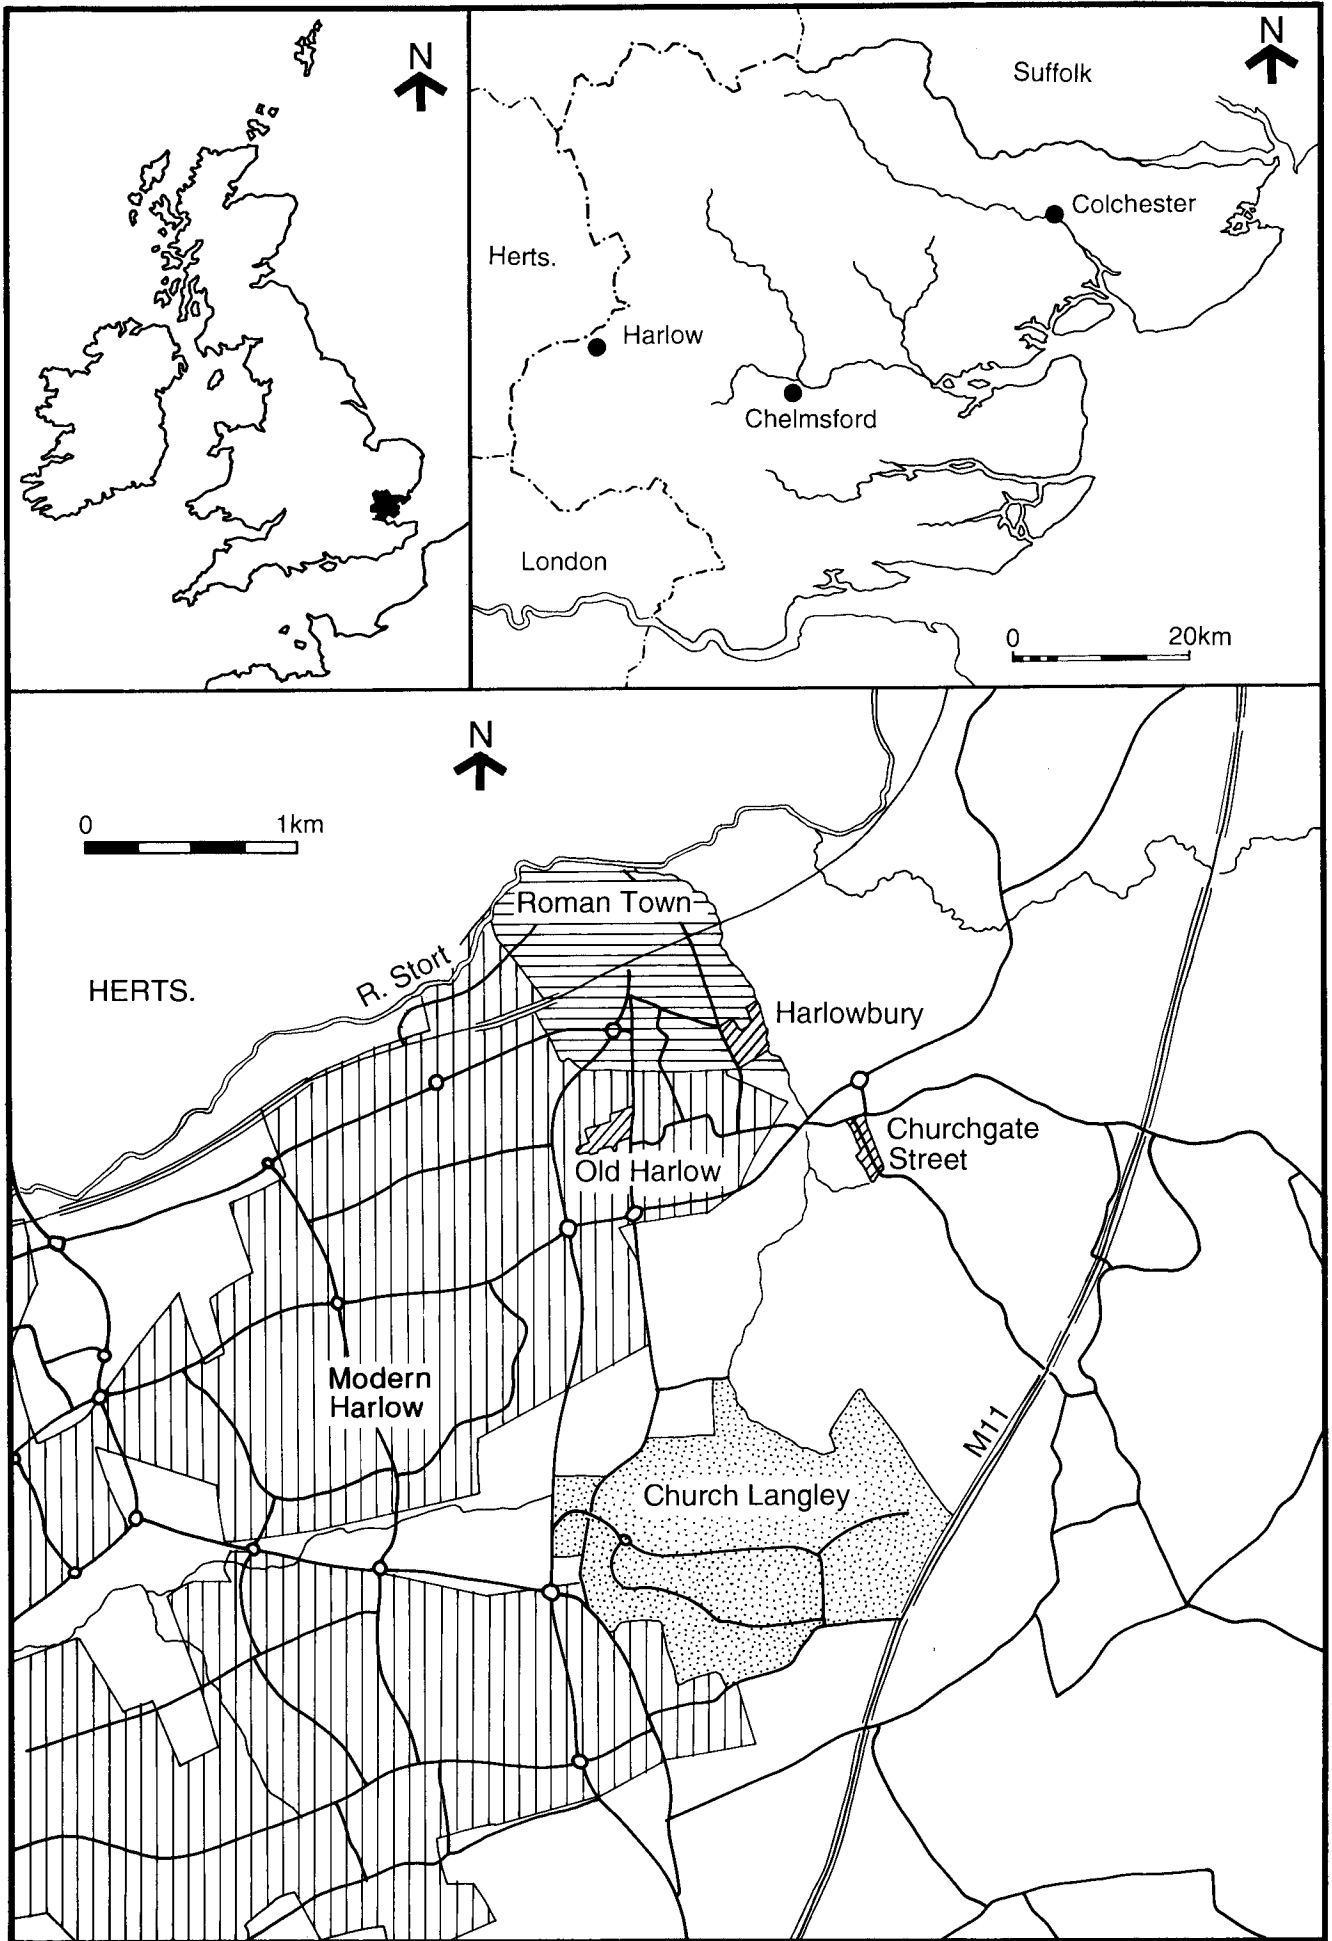 N
N
Suffolk
Colchester
Herts.
Harlow
Chelmsford
London
0 20km
N
0 1km
Roman Town
R. Stort
HERTS.
Harlowbury
Churchgate
Street
Old Harlow
Modern
Harlow
M11
Church Langley